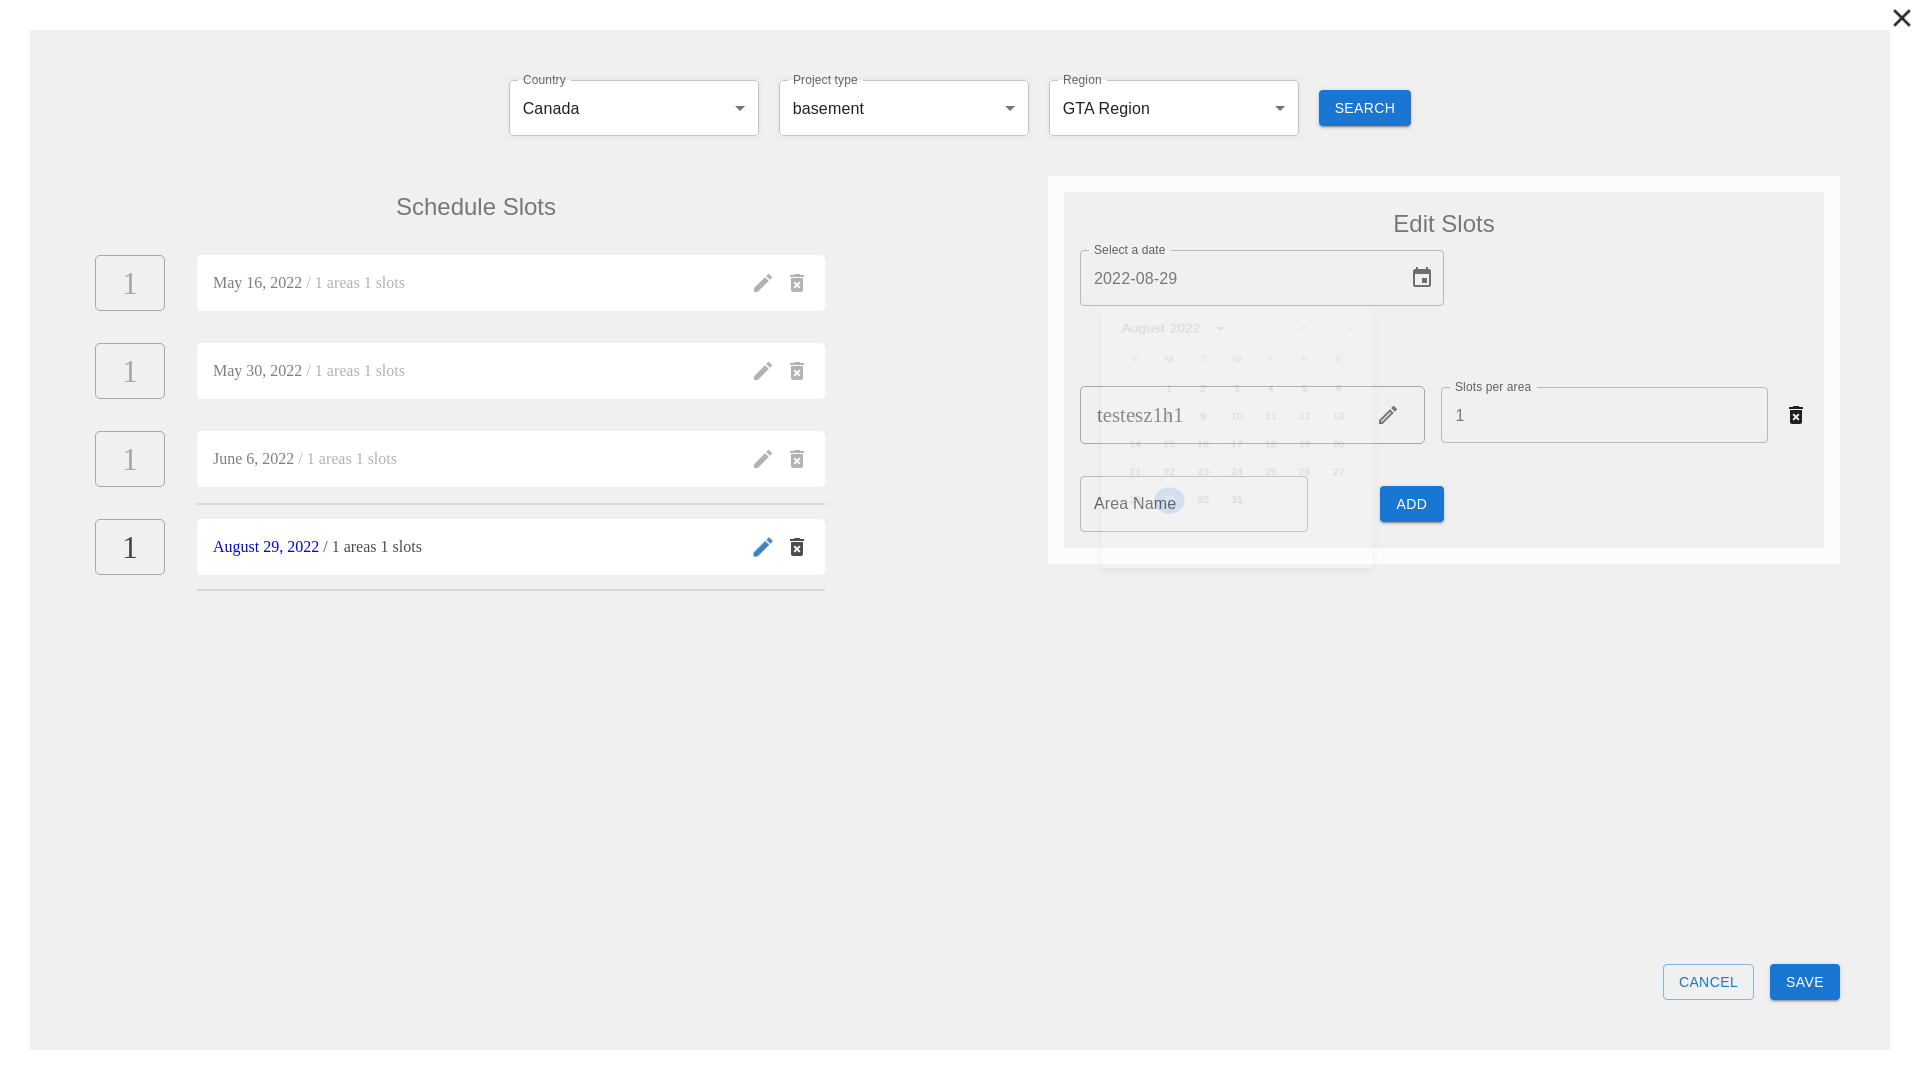 Country
Canada
Project type
basement
Region
GTA Region
SEARCH
Schedule Slots
1
May 16, 2022 / 1 areas 1 slots
1
May 30, 2022 / 1 areas 1 slots
1
June 6, 2022 / 1 areas 1 slots
1
August 29, 2022 / 1 areas 1 slots
Edit Slots
Select a date
2022-08-29
August 2022
S M T W T F S
1 2 3 4 5 6
testesz1h1
9 10 11 12 13
Slots per area
1
14 15 16 17 18 19 20
21 22 23 24 25 26 27
Area Name
30 31
ADD
CANCEL
SAVE